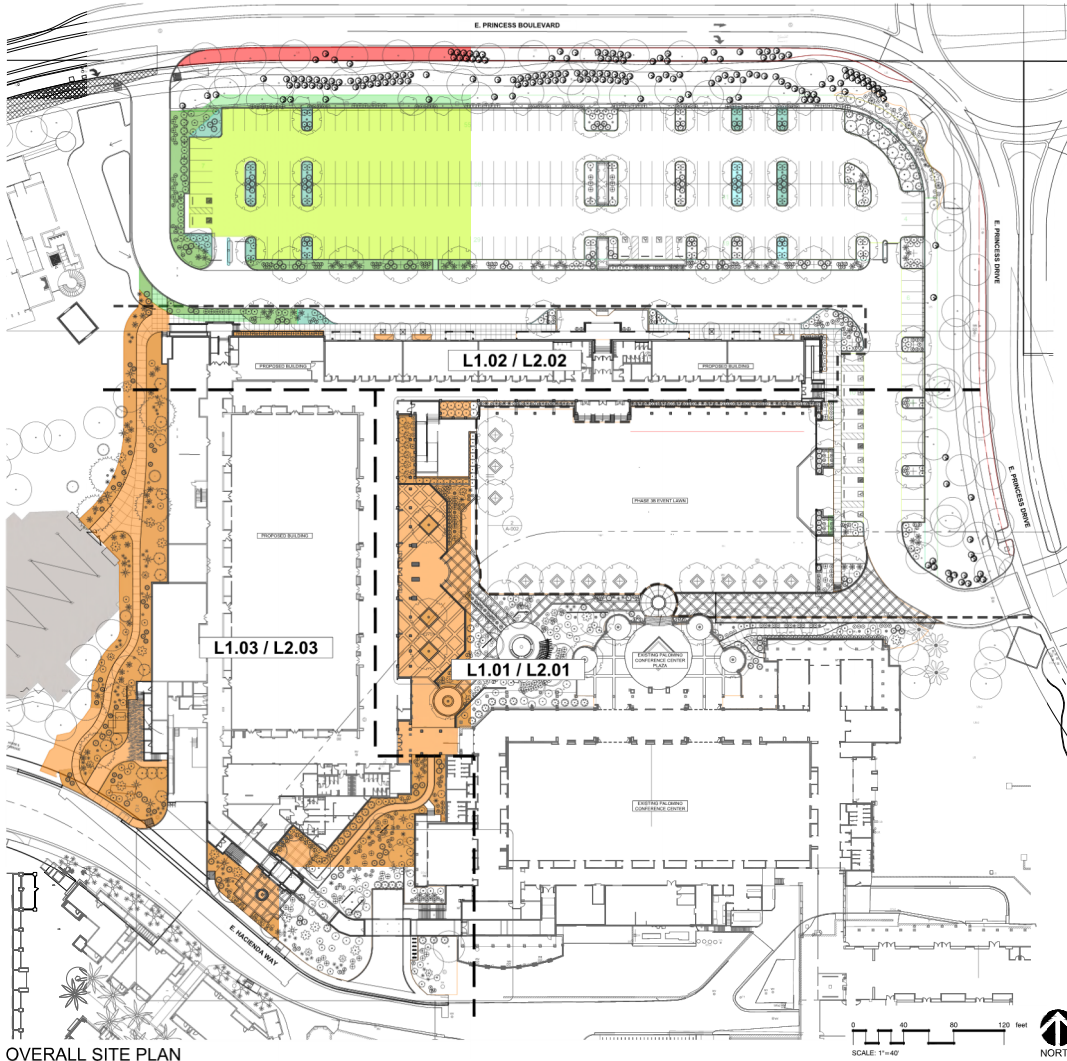 E. PRINCESS BOULEVARD
E. PRINCESS DRIVE
L1.02 / L2.02
PROPOSED BUILDING
PROPOSED BUILDING
E. PRINCESS DRIVE
PHASE 3B EVENT LAWN
A-002
PROPOSED BUILDING
L1.03 / L2.03
L1.01 / L2.01
EXISTING PALOMINO
CONFERENCE CENTER
PLAZA
EXISTING PALOMINO
CONFERENCE CENTER
E. HACIENDA WAY
0 40 80 120 feet
SCALE: 1"=40'
NORT
OVERALL SITE PLAN